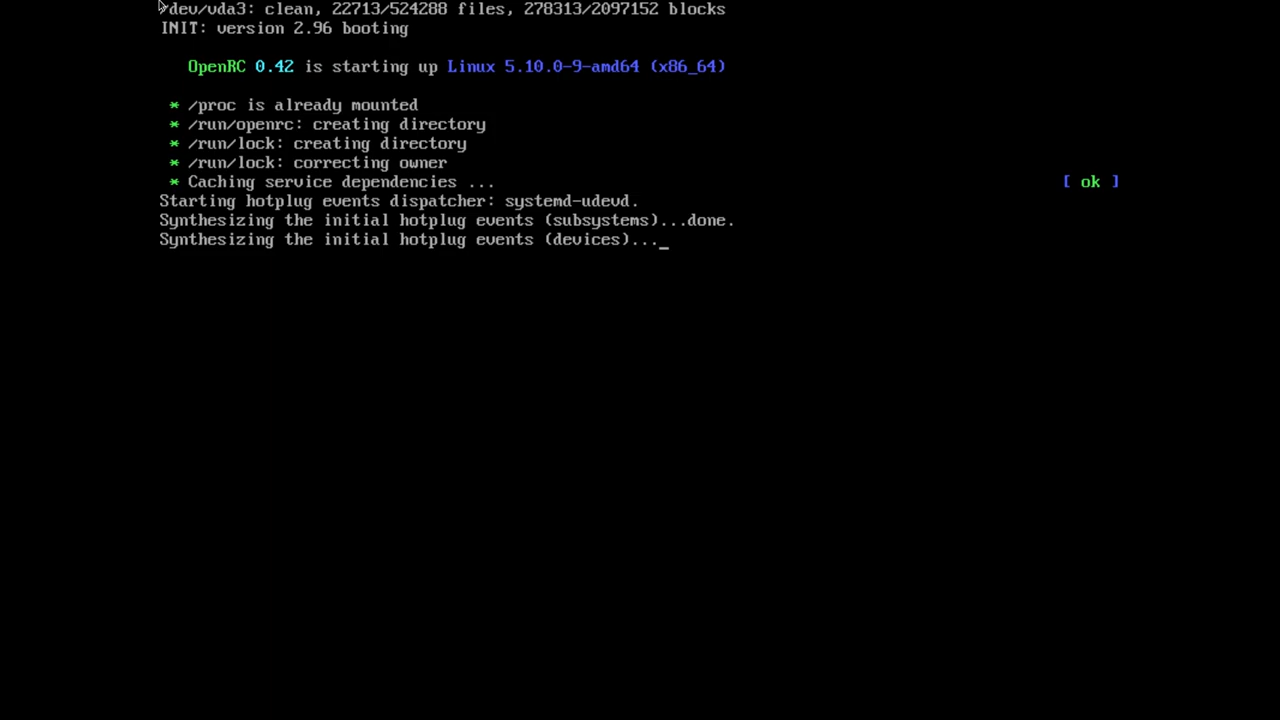 /dev/vda3: clean, 22713/524288 files, 278313/2097152 blocks
INIT: version 2.96 booting
OpenRC 0.42 is starting up Linux 5.10.0-9-amd64 (x86_64)
* /proc is already mounted
* /run/openrc: creating directory
* /run/lock: creating directory
* /run/lock: correcting owner
* Caching service dependencies ... [ ok ]
Starting hotplug events dispatcher: systemd-udevd.
Synthesizing the initial hotplug events (subsystems)...done.
Synthesizing the initial hotplug events (devices)..._